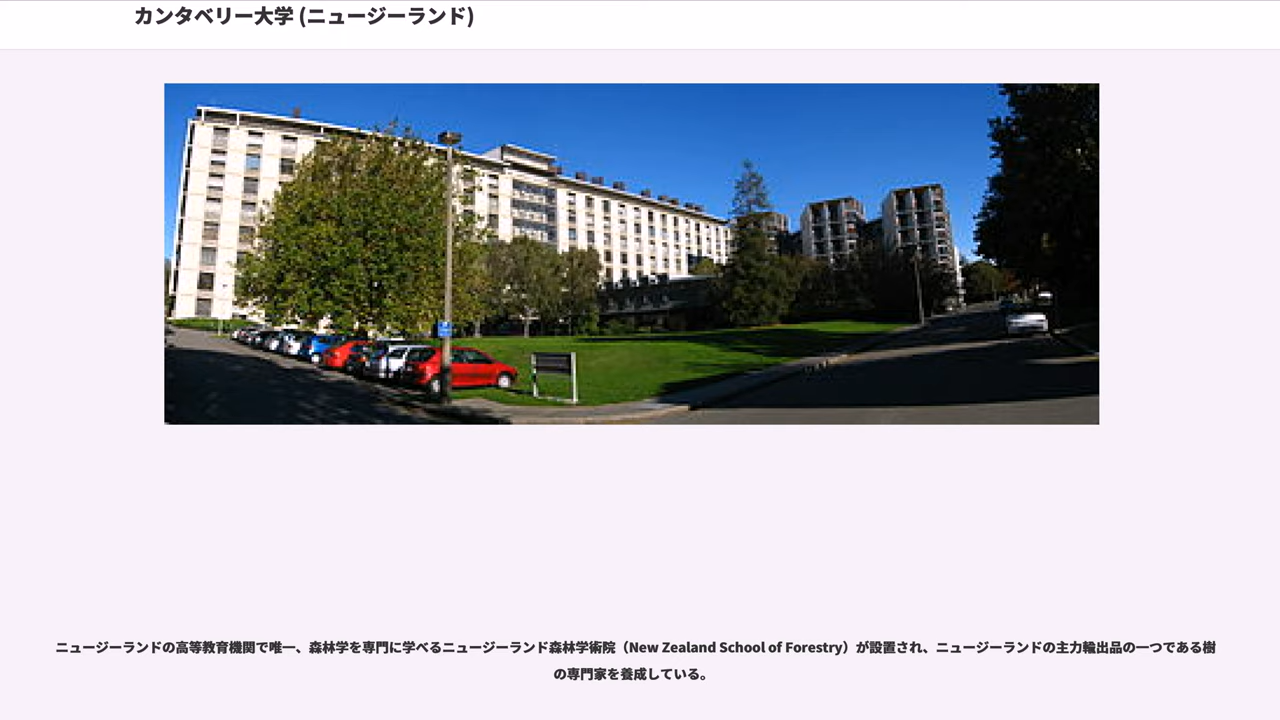 カンタベリー大学 (ニュージーランド)
ニュージーランドの高等教育機関で唯一、森林学を専門に学べるニュージーランド森林学術院（New Zealand School of Forestry）が設置され、ニュージーランドの主力輸出品の一つである樹
の専門家を養成している。